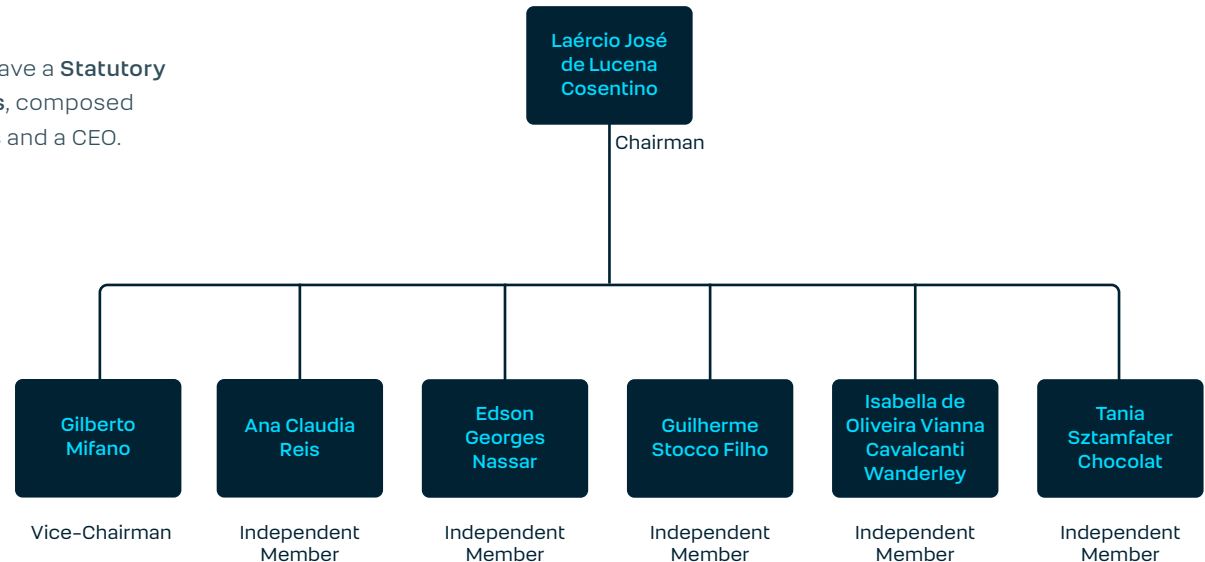 ave a Statutory
s, composed
s and a CEO.
Laércio José
de Lucena
Cosentino
Chairman
Gilberto
Mifano
Vice-Chairman
Ana Claudia
Reis
Independent
Member
Edson
Georges
Nassar
Independent
Member
Guilherme
Stocco Filho
Independent
Member
Isabella de
Oliveira Vianna
Cavalcanti
Wanderley
Independent
Member
Tania
Sztamfater
Chocolat
Independent
Member